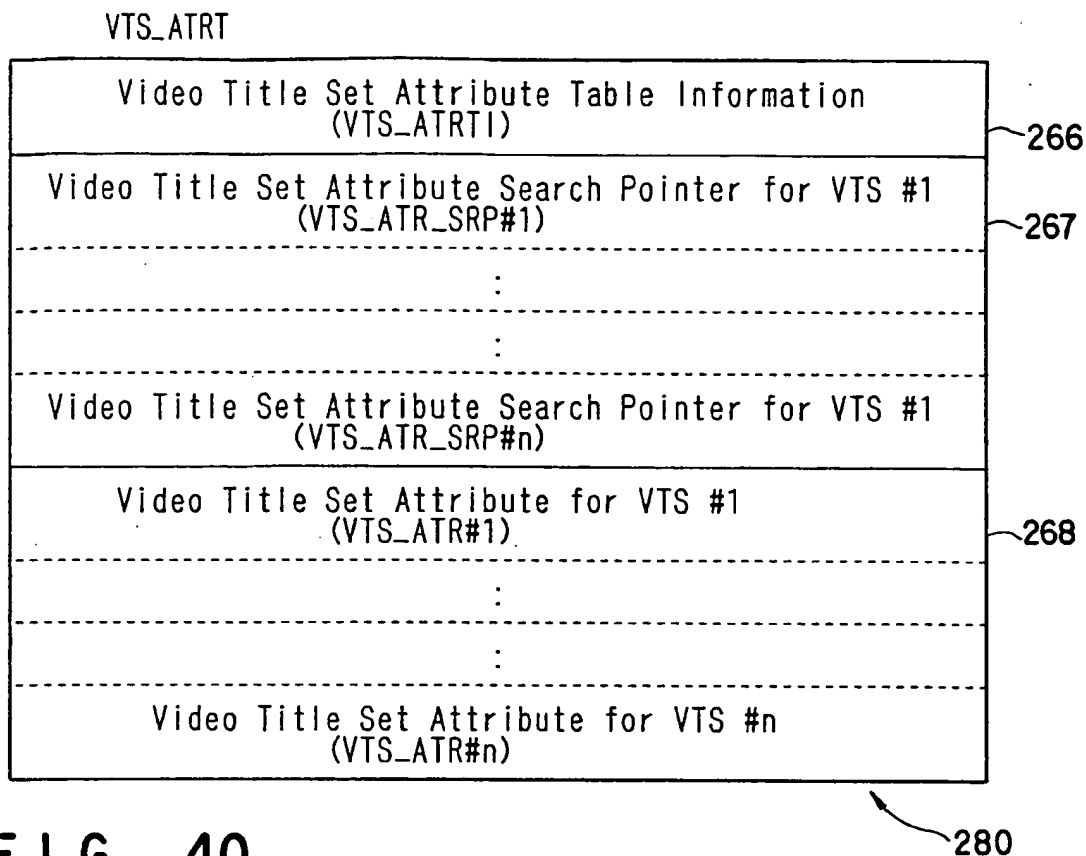 VTS_ATRT
Video Title Set Attribute Table Information
(VTS_ATRTI)
266
Video Title Set Attribute Search Pointer for VTS #1
(VTS_ATR_SRP#1)
267
:
:
Video Title Set Attribute Search Pointer for VTS #1
(VTS_ATR_SRP#n)
Video Title Set Attribute for VTS #1
(VTS_ATR#1)
268
:
:
Video Title Set Attribute for VTS #n
(VTS_ATR#n)
280
FIG. 40